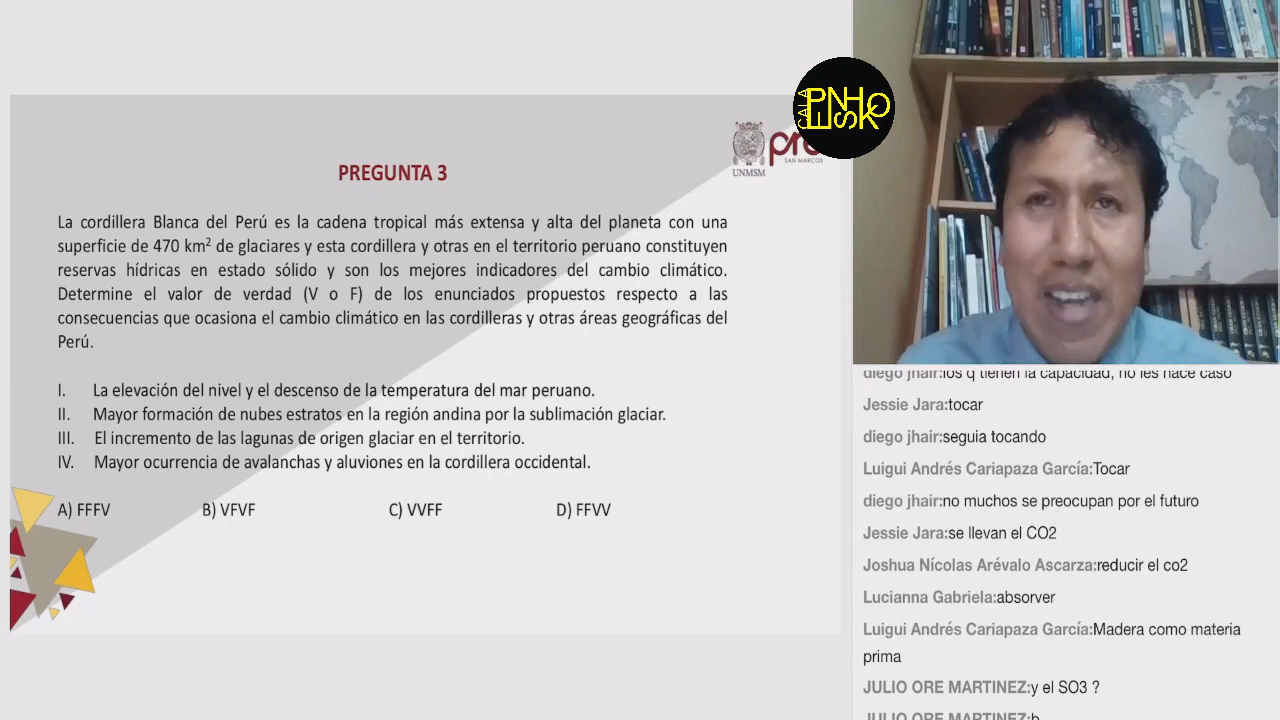 CALA
PENSHOK
UNMSM
SAN MARCOS
PREGUNTA 3
La cordillera Blanca del Perú es la cadena tropical más extensa y alta del planeta con una
superficie de 470 km² de glaciares y esta cordillera y otras en el territorio peruano constituyen
reservas hídricas en estado sólido y son los mejores indicadores del cambio climático.
Determine el valor de verdad (V o F) de los enunciados propuestos respecto a las
consecuencias que ocasiona el cambio climático en las cordilleras y otras áreas geográficas del
Perú.
I. La elevación del nivel y el descenso de la temperatura del mar peruano.
II. Mayor formación de nubes estratos en la región andina por la sublimación glaciar.
III. El incremento de las lagunas de origen glaciar en el territorio.
IV. Mayor ocurrencia de avalanchas y aluviones en la cordillera occidental.
A) FFFV B) VFVF C) VVFF D) FFVV
diego jhair:los q tienen la capacidad, no les hace caso
Jessie Jara:tocar
diego jhair:seguia tocando
Luigui Andrés Cariapaza García:Tocar
diego jhair:no muchos se preocupan por el futuro
Jessie Jara:se llevan el CO2
Joshua Nícolas Arévalo Ascarza:reducir el co2
Lucianna Gabriela:absorver
Luigui Andrés Cariapaza García:Madera como materia
prima
JULIO ORE MARTINEZ:y el SO3 ?
JULIO ORE MARTINEZ:b